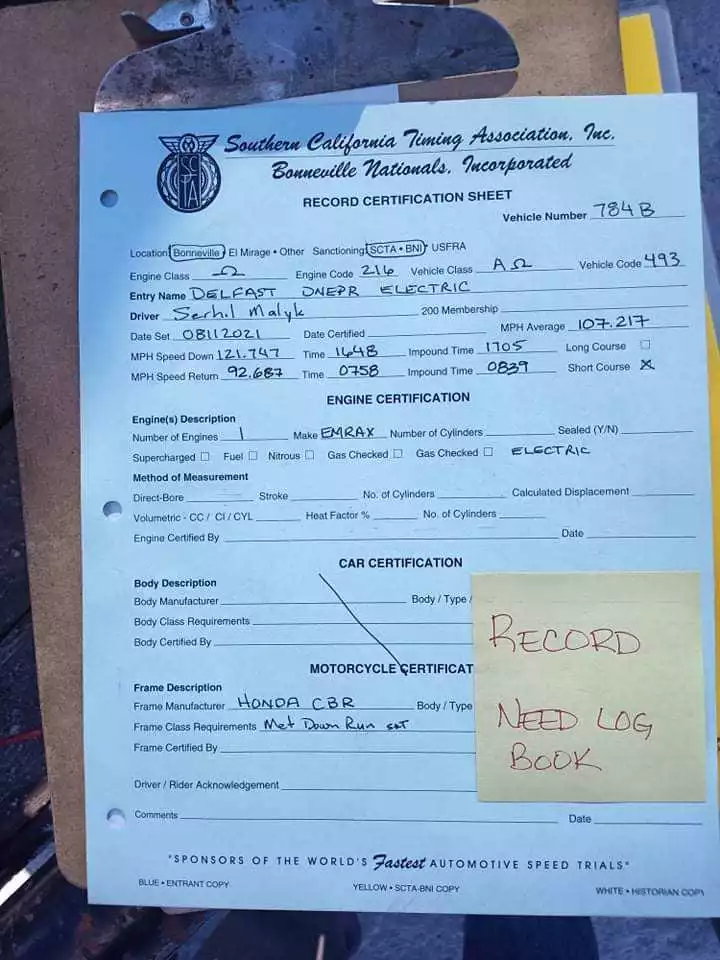 Southern California Timing Association, Inc.
Bonneville Nationals, Incorporated
SCTA
RECORD CERTIFICATION SHEET
Vehicle Number 784 B
Location Bonneville • El Mirage • Other Sanctioning SCTA • BNI • USFRA
Engine Class Ω Engine Code 216 Vehicle Class A Ω Vehicle Code 493
Entry Name DELFAST DNEPR ELECTRIC
Driver Serhii Malyk 200 Membership
Date Set 08112021 Date Certified MPH Average 107.217
MPH Speed Down 121.747 Time 1648 Impound Time 1705 Long Course ☐
MPH Speed Return 92.687 Time 0758 Impound Time 0839 Short Course ☒
ENGINE CERTIFICATION
Engine(s) Description
Number of Engines 1 Make EMRAX Number of Cylinders Sealed (Y/N)
Supercharged ☐ Fuel ☐ Nitrous ☐ Gas Checked ☐ Gas Checked ☐ ELECTRIC
Method of Measurement
Direct-Bore Stroke No. of Cylinders Calculated Displacement
Volumetric - CC / CI / CYL Heat Factor % No. of Cylinders
Engine Certified By Date
CAR CERTIFICATION
Body Description
Body Manufacturer Body / Type /
Body Class Requirements
Body Certified By
MOTORCYCLE CERTIFICAT
Frame Description
Frame Manufacturer HONDA CBR Body / Type
Frame Class Requirements Met Down Run
Frame Certified By
Driver / Rider Acknowledgement
Comments Date
RECORD
NEED LOG
BOOK
"SPONSORS OF THE WORLD'S Fastest AUTOMOTIVE SPEED TRIALS"
BLUE • ENTRANT COPY YELLOW • SCTA-BNI COPY WHITE • HISTORIAN COPY